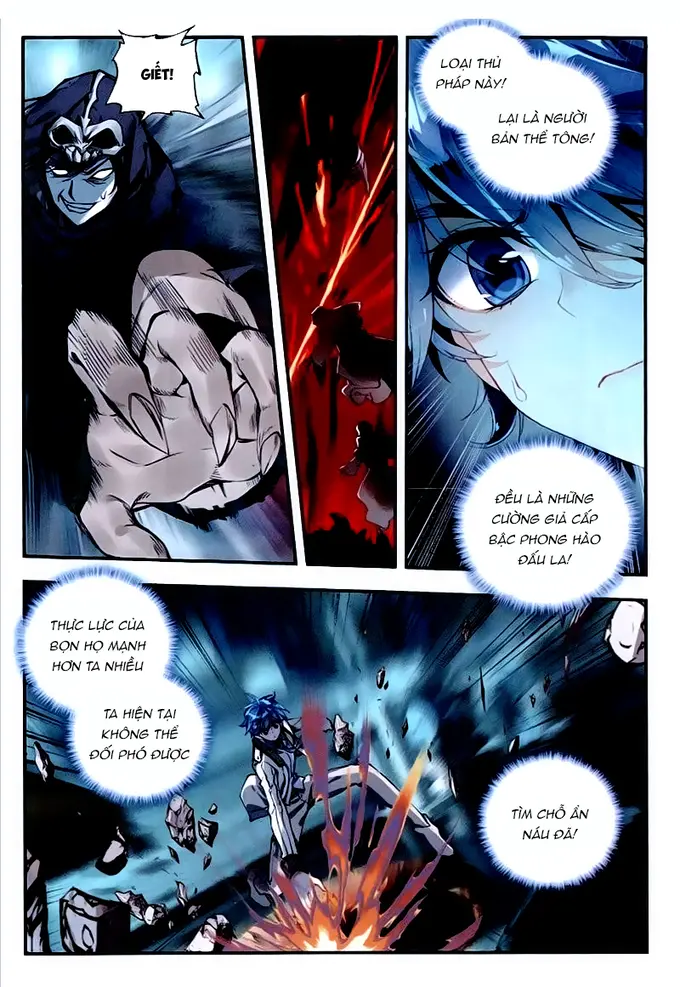 GIẾT!
LOẠI THỦ
PHÁP NÀY!
LẠI LÀ NGƯỜI
BẢN THỂ TÔNG!
ĐỀU LÀ NHỮNG
CƯỜNG GIẢ CẤP
BẬC PHONG HÀO
ĐẤU LA!
THỰC LỰC CỦA
BỌN HỌ MẠNH
HƠN TA NHIỀU
TA HIỆN TẠI
KHÔNG THỂ
ĐỐI PHÓ ĐƯỢC
TÌM CHỖ ẨN
NÁU ĐÃ!